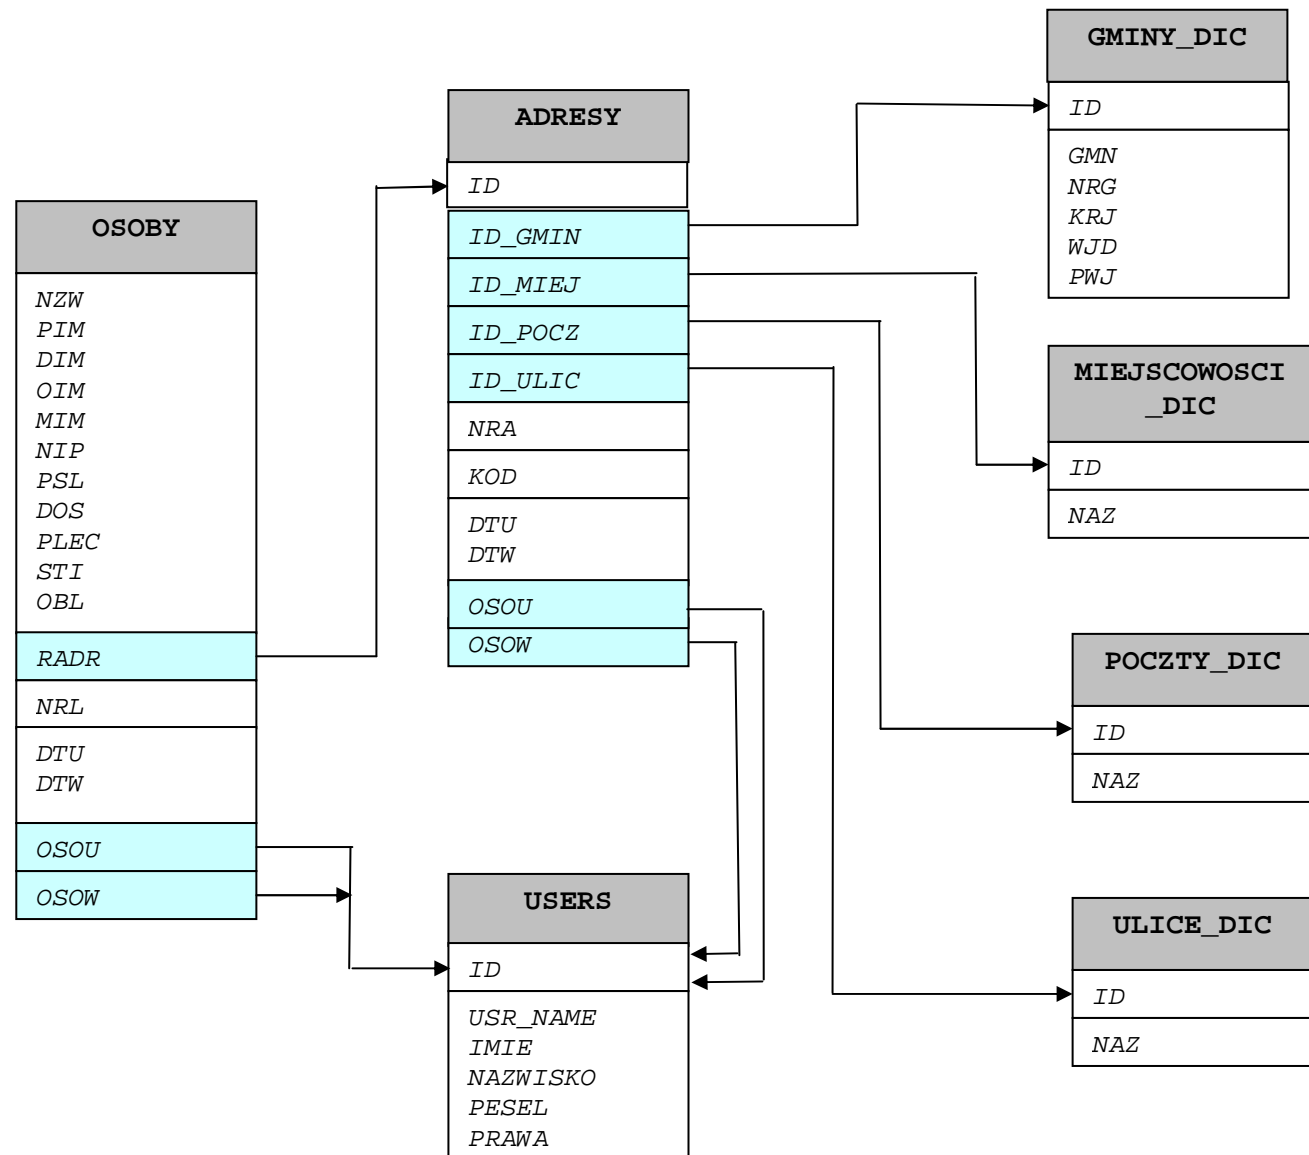 OSOBY
NZW
PIM
DIM
OIM
MIM
NIP
PSL
DOS
PLEC
STI
OBL
RADR
NRL
DTU
DTW
OSOU
OSOW
ADRESY
ID
ID_GMIN
ID_MIEJ
ID_POCZ
ID_ULIC
NRA
KOD
DTU
DTW
OSOU
OSOW
USERS
ID
USR_NAME
IMIE
NAZWISKO
PESEL
PRAWA
GMINY_DIC
ID
GMN
NRG
KRJ
WJD
PWJ
MIEJSCOWOSCI
_DIC
ID
NAZ
POCZTY_DIC
ID
NAZ
ULICE_DIC
ID
NAZ